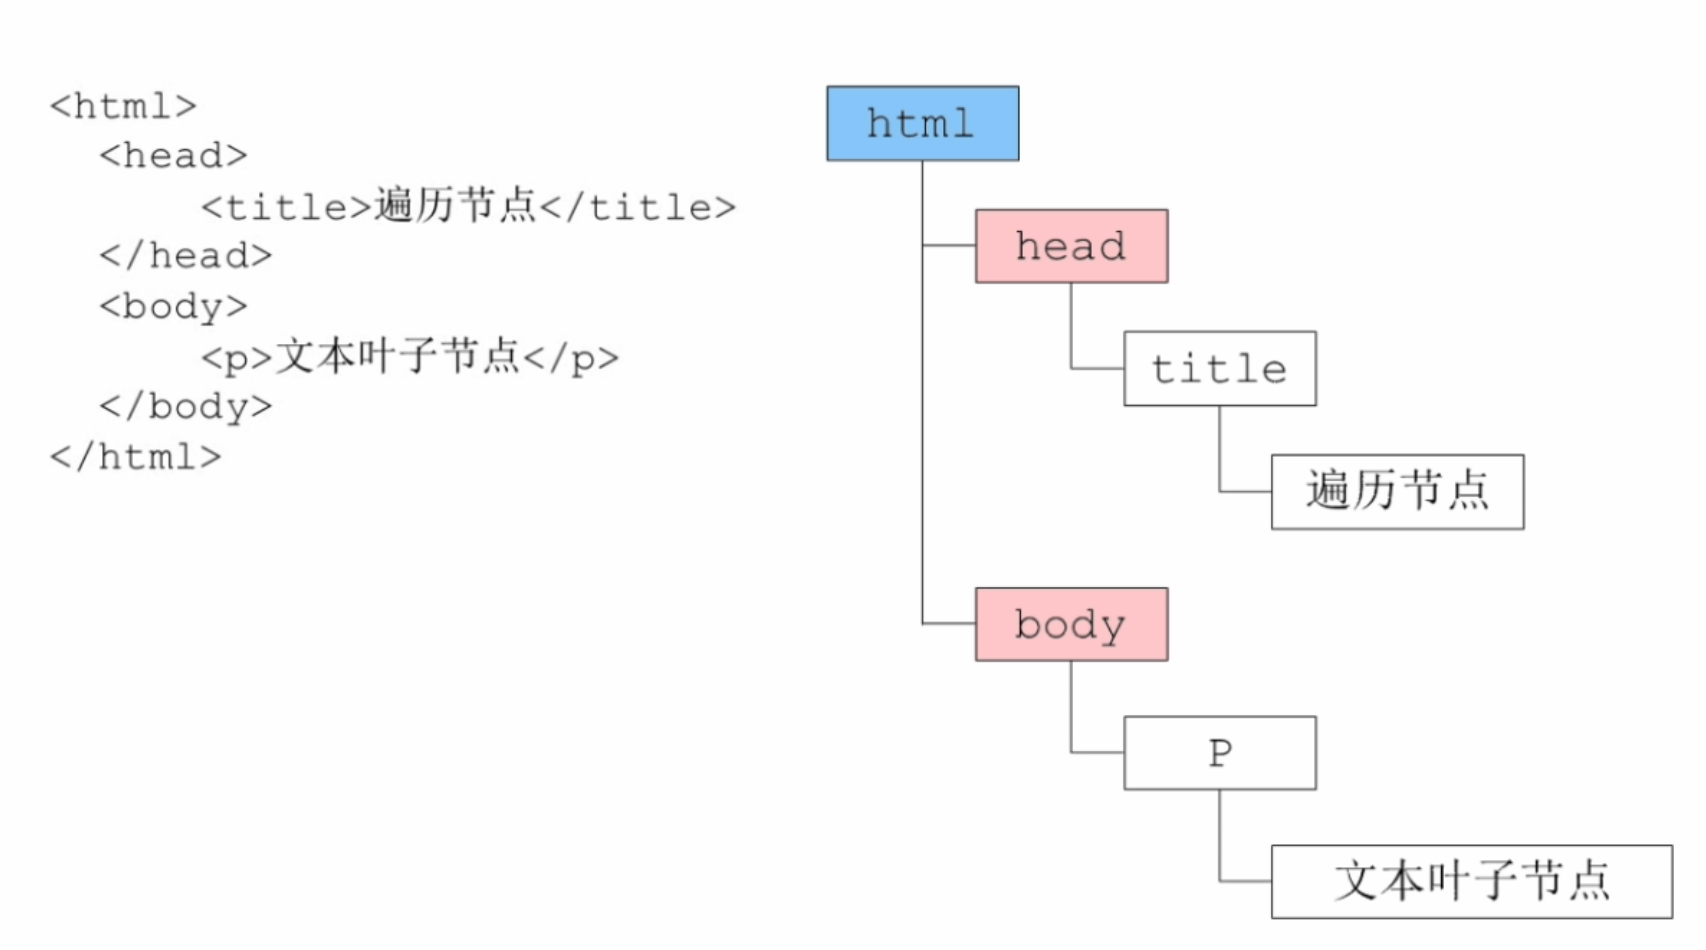 <html>
<head>
<title>遍历节点</title>
</head>
<body>
<p>文本叶子节点</p>
</body>
</html>
html
head
title
遍历节点
body
P
文本叶子节点